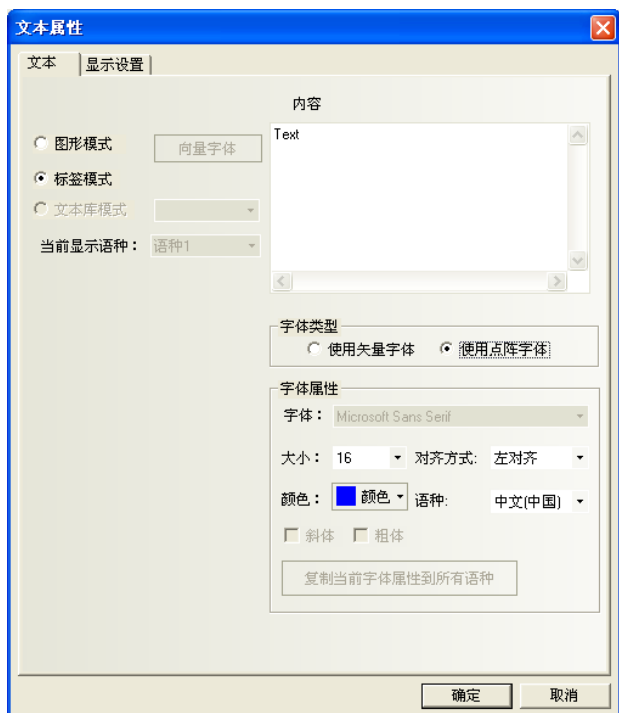 文本属性
文本
显示设置
内容
图形模式
向量字体
Text
标签模式
文本库模式
当前显示语种：
语种1
字体类型
使用矢量字体
使用点阵字体
字体属性
字体：
Microsoft Sans Serif
大小：
16
对齐方式:
左对齐
颜色：
颜色
语种:
中文(中国)
斜体
粗体
复制当前字体属性到所有语种
确定
取消